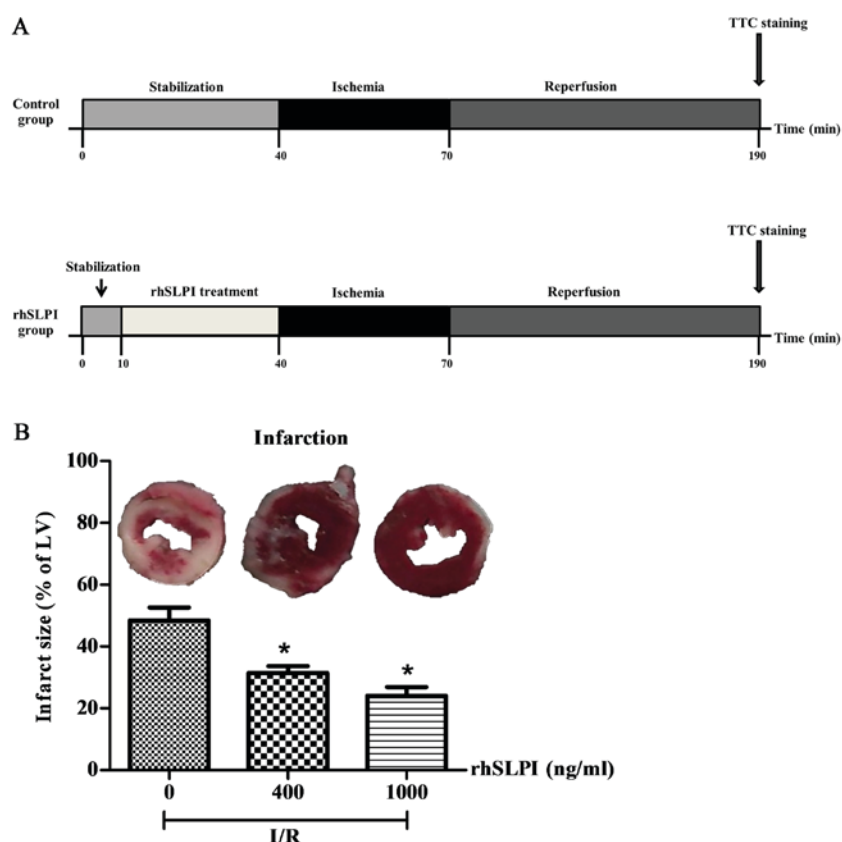 A
TTC staining
Stabilization
Ischemia
Reperfusion
Control
group
Time (min)
0
40
70
190
TTC staining
Stabilization
rhSLPI treatment
Ischemia
Reperfusion
rhSLPI
group
Time (min)
0
10
40
70
190
B
Infarction
Infarct size (% of LV)
100
80
60
40
20
0
*
*
0
400
1000
rhSLPI (ng/ml)
I/R